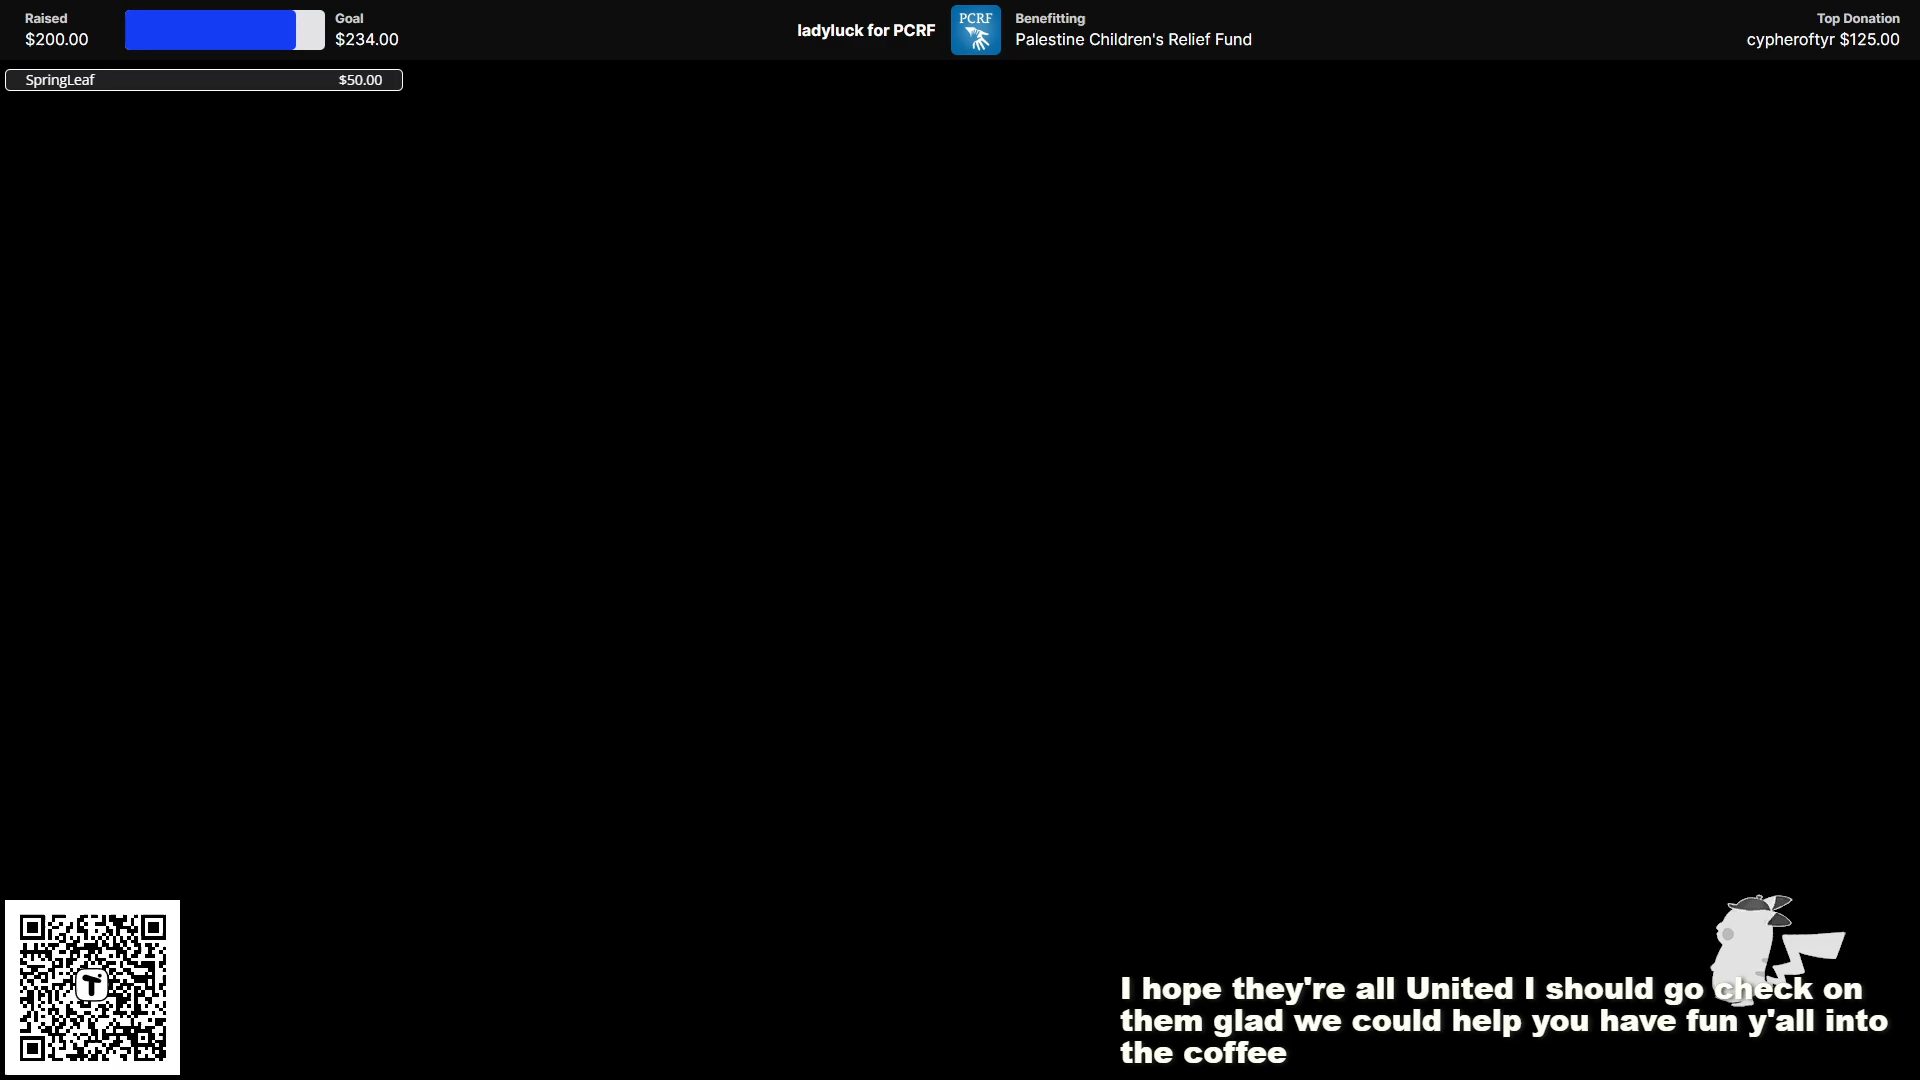 Raised
$200.00
Goal
$234.00
ladyluck for PCRF
PCRF
Benefitting
Palestine Children's Relief Fund
Top Donation
cypheroftyr $125.00
SpringLeaf $50.00
T
I hope they're all United I should go check on
them glad we could help you have fun y'all into
the coffee